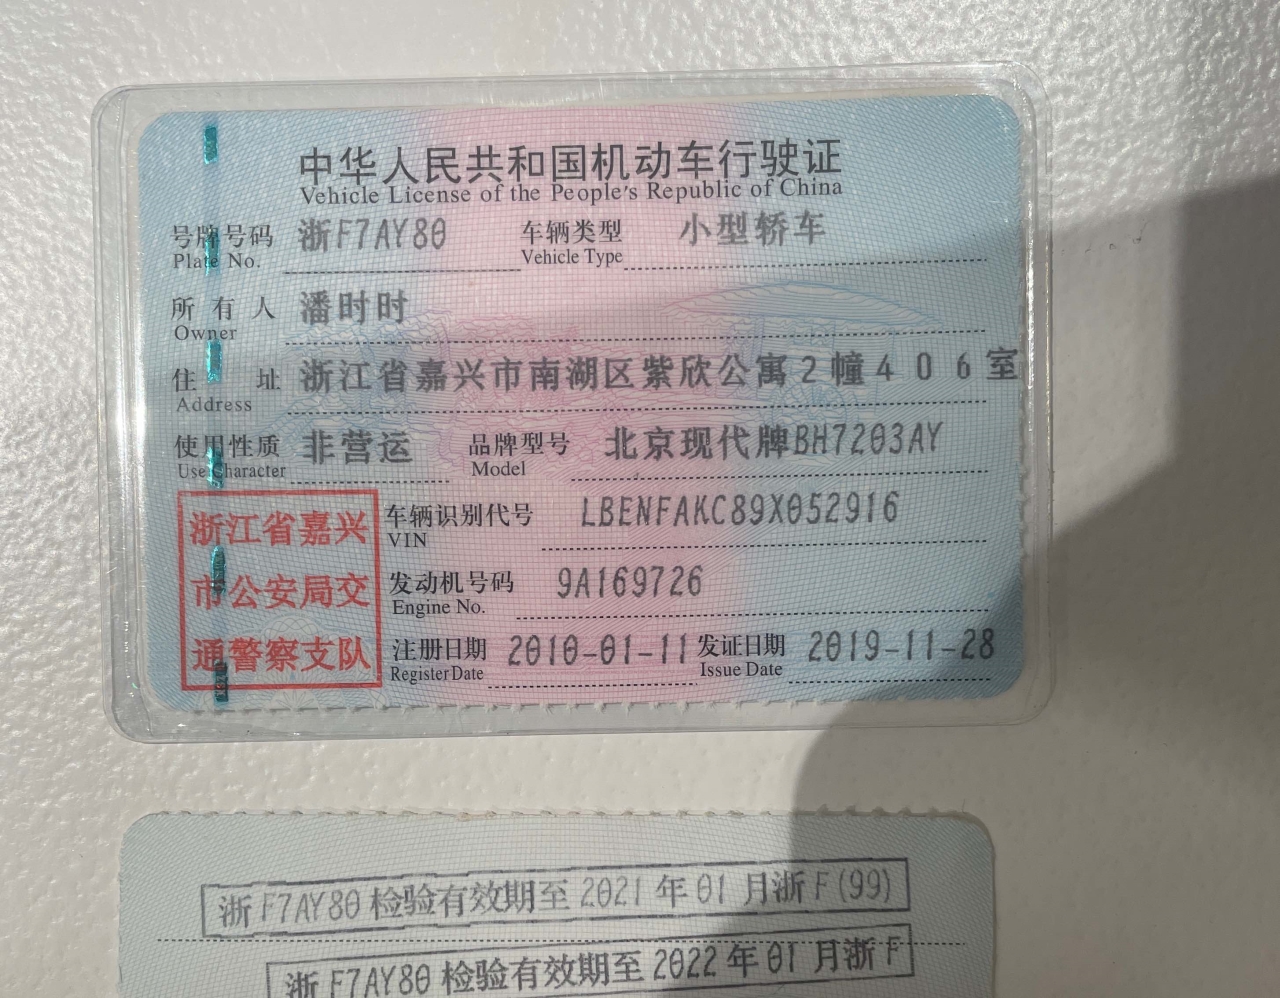 中华人民共和国机动车行驶证
Vehicle License of the People's Republic of China
号牌号码 浙F7AY80 车辆类型 小型轿车
Plate No. Vehicle Type
所有人 潘时时
Owner
住址 浙江省嘉兴市南湖区紫欣公寓2幢406室
Address
使用性质 非营运 品牌型号 北京现代牌BH7203AY
Use Character Model
浙江省嘉兴
市公安局交
通警察支队
车辆识别代号 LBENFAKC89X052916
VIN
发动机号码 9A169726
Engine No.
注册日期 2010-01-11 发证日期 2019-11-28
Register Date Issue Date
浙F7AY80检验有效期至2021年01月浙F(99)
浙F7AY80检验有效期至2022年01月浙F